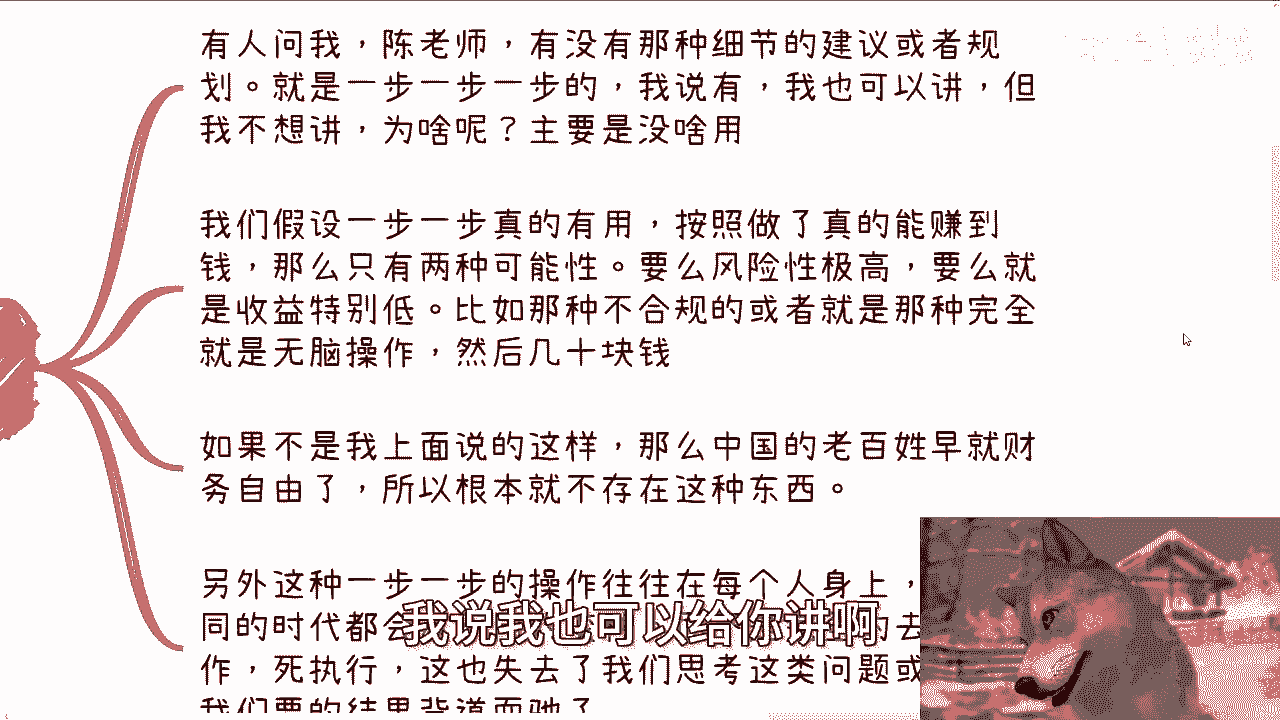 有人问我，陈老师，有没有那种细节的建议或者规
划。就是一步一步一步的，我说有，我也可以讲，但
我不想讲，为啥呢？主要是没啥用
我们假设一步一步真的有用，按照做了真的能赚到
钱，那么只有两种可能性。要么风险性极高，要么就
是收益特别低。比如那种不合规的或者就是那种完全
就是无脑操作，然后几十块钱
如果不是我上面说的这样，那么中国的老百姓早就财
务自由了，所以根本就不存在这种东西。
另外这种一步一步的操作往往在每个人身上，
同的时代都会
去
我说我也可以给你讲啊
作，死执行，这也失去了我们思考这类问题或
我们要的结果背道而驰了